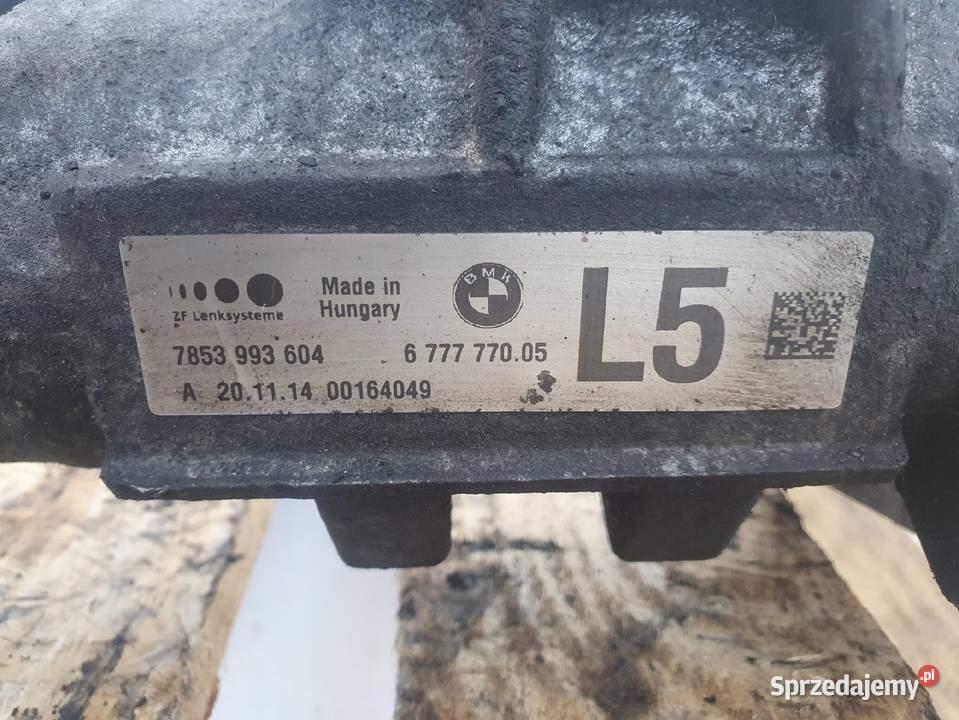 ZF Lenksysteme
Made in
Hungary
BMK
L5
7853 993 604 6 777 770.05
A 20.11.14 00164049
Sprzedajemy.pl